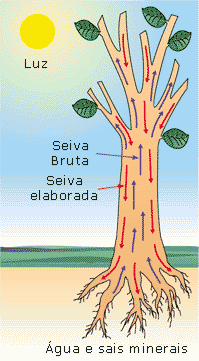 Luz
Seiva
Bruta
Seiva
elaborada
Água e sais minerais